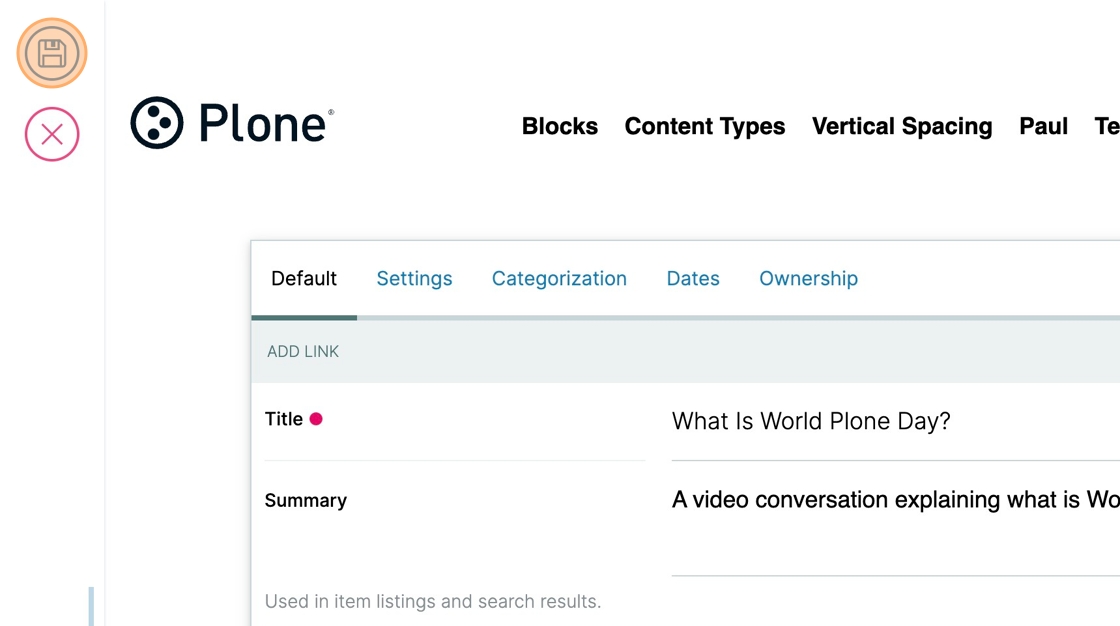 Plone®
Blocks Content Types Vertical Spacing Paul Te
Default Settings Categorization Dates Ownership
ADD LINK
Title What Is World Plone Day?
Summary A video conversation explaining what is Wo
Used in item listings and search results.